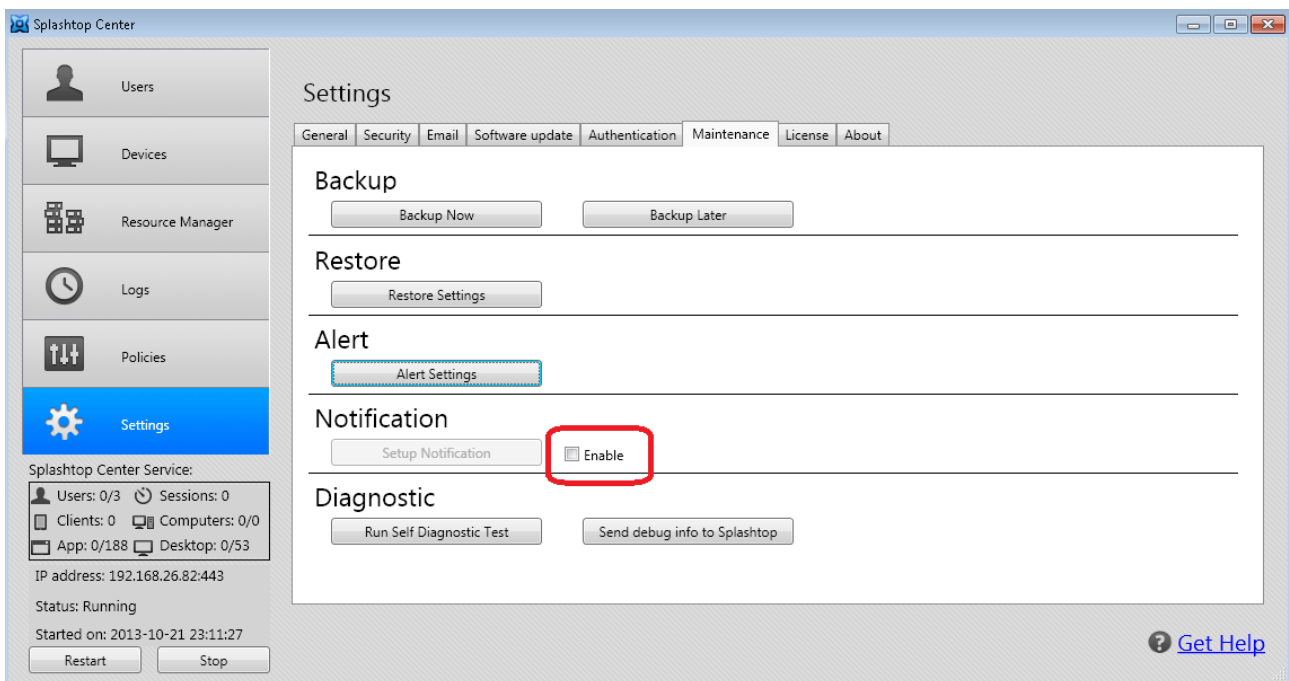 Splashtop Center
Users
Devices
Resource Manager
Logs
Policies
Settings
Splashtop Center Service:
Users: 0/3 Sessions: 0
Clients: 0 Computers: 0/0
App: 0/188 Desktop: 0/53
IP address: 192.168.26.82:443
Status: Running
Started on: 2013-10-21 23:11:27
Restart Stop
Settings
General Security Email Software update Authentication Maintenance License About
Backup
Backup Now Backup Later
Restore
Restore Settings
Alert
Alert Settings
Notification
Setup Notification Enable
Diagnostic
Run Self Diagnostic Test Send debug info to Splashtop
Get Help